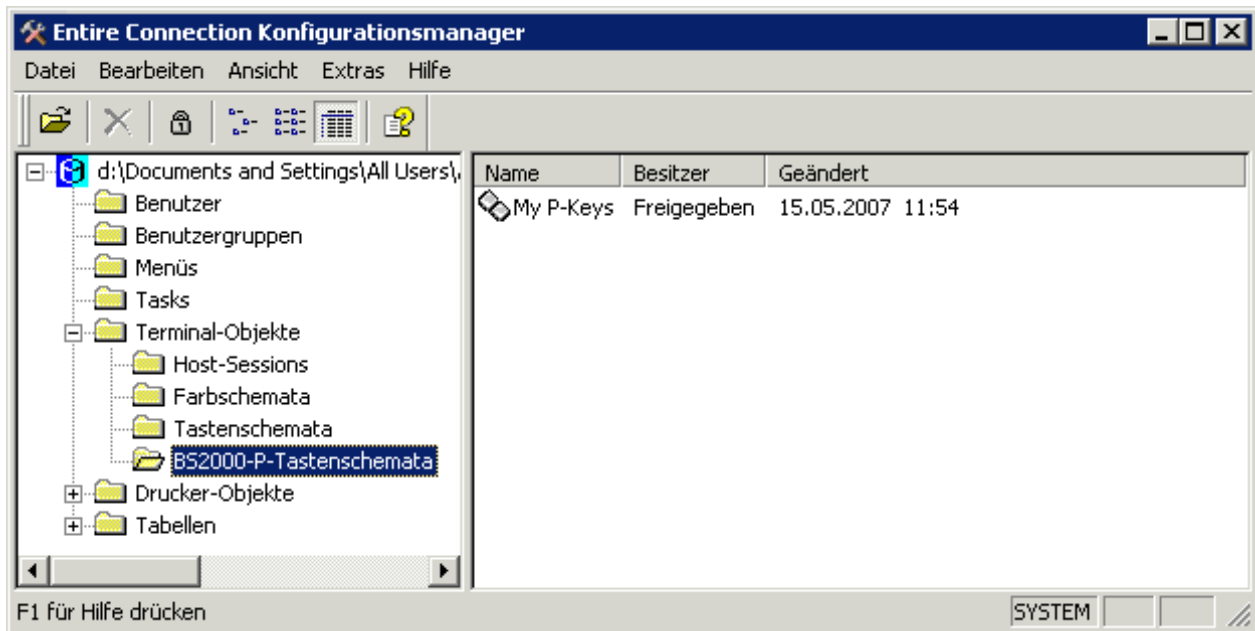 Entire Connection Konfigurationsmanager
Datei Bearbeiten Ansicht Extras Hilfe
d:\Documents and Settings\All Users\
Benutzer
Benutzergruppen
Menüs
Tasks
Terminal-Objekte
Host-Sessions
Farbschemata
Tastenschemata
BS2000-P-Tastenschemata
Drucker-Objekte
Tabellen
Name Besitzer Geändert
My P-Keys Freigegeben 15.05.2007 11:54
F1 für Hilfe drücken SYSTEM